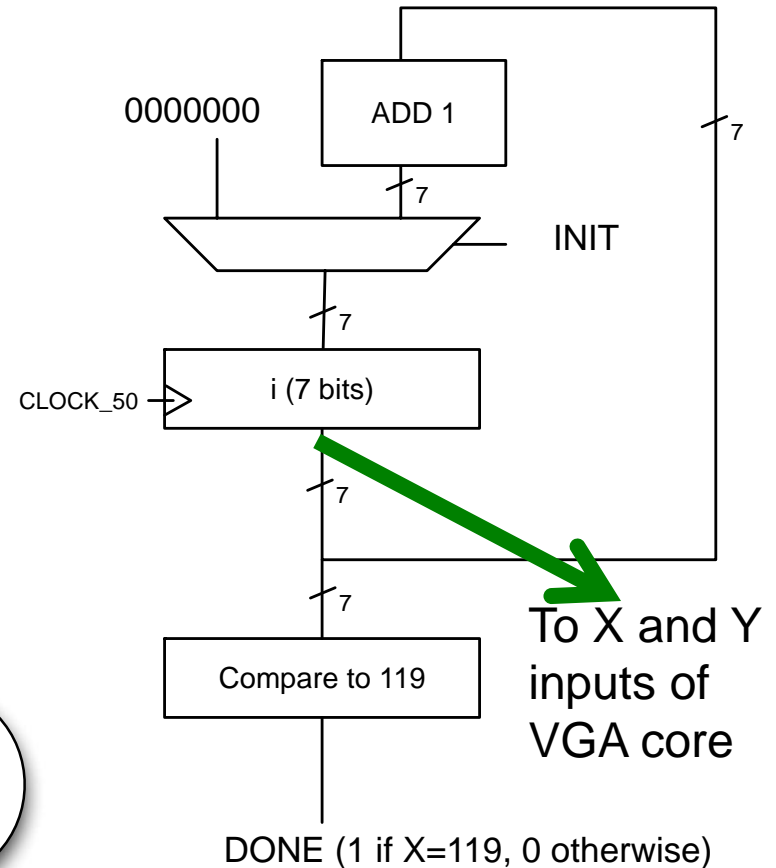 0000000
ADD 1
7
7
INIT
7
i (7 bits)
CLOCK_50
7
7
To X and Y
inputs of
VGA core
Compare to 119
DONE (1 if X=119, 0 otherwise)